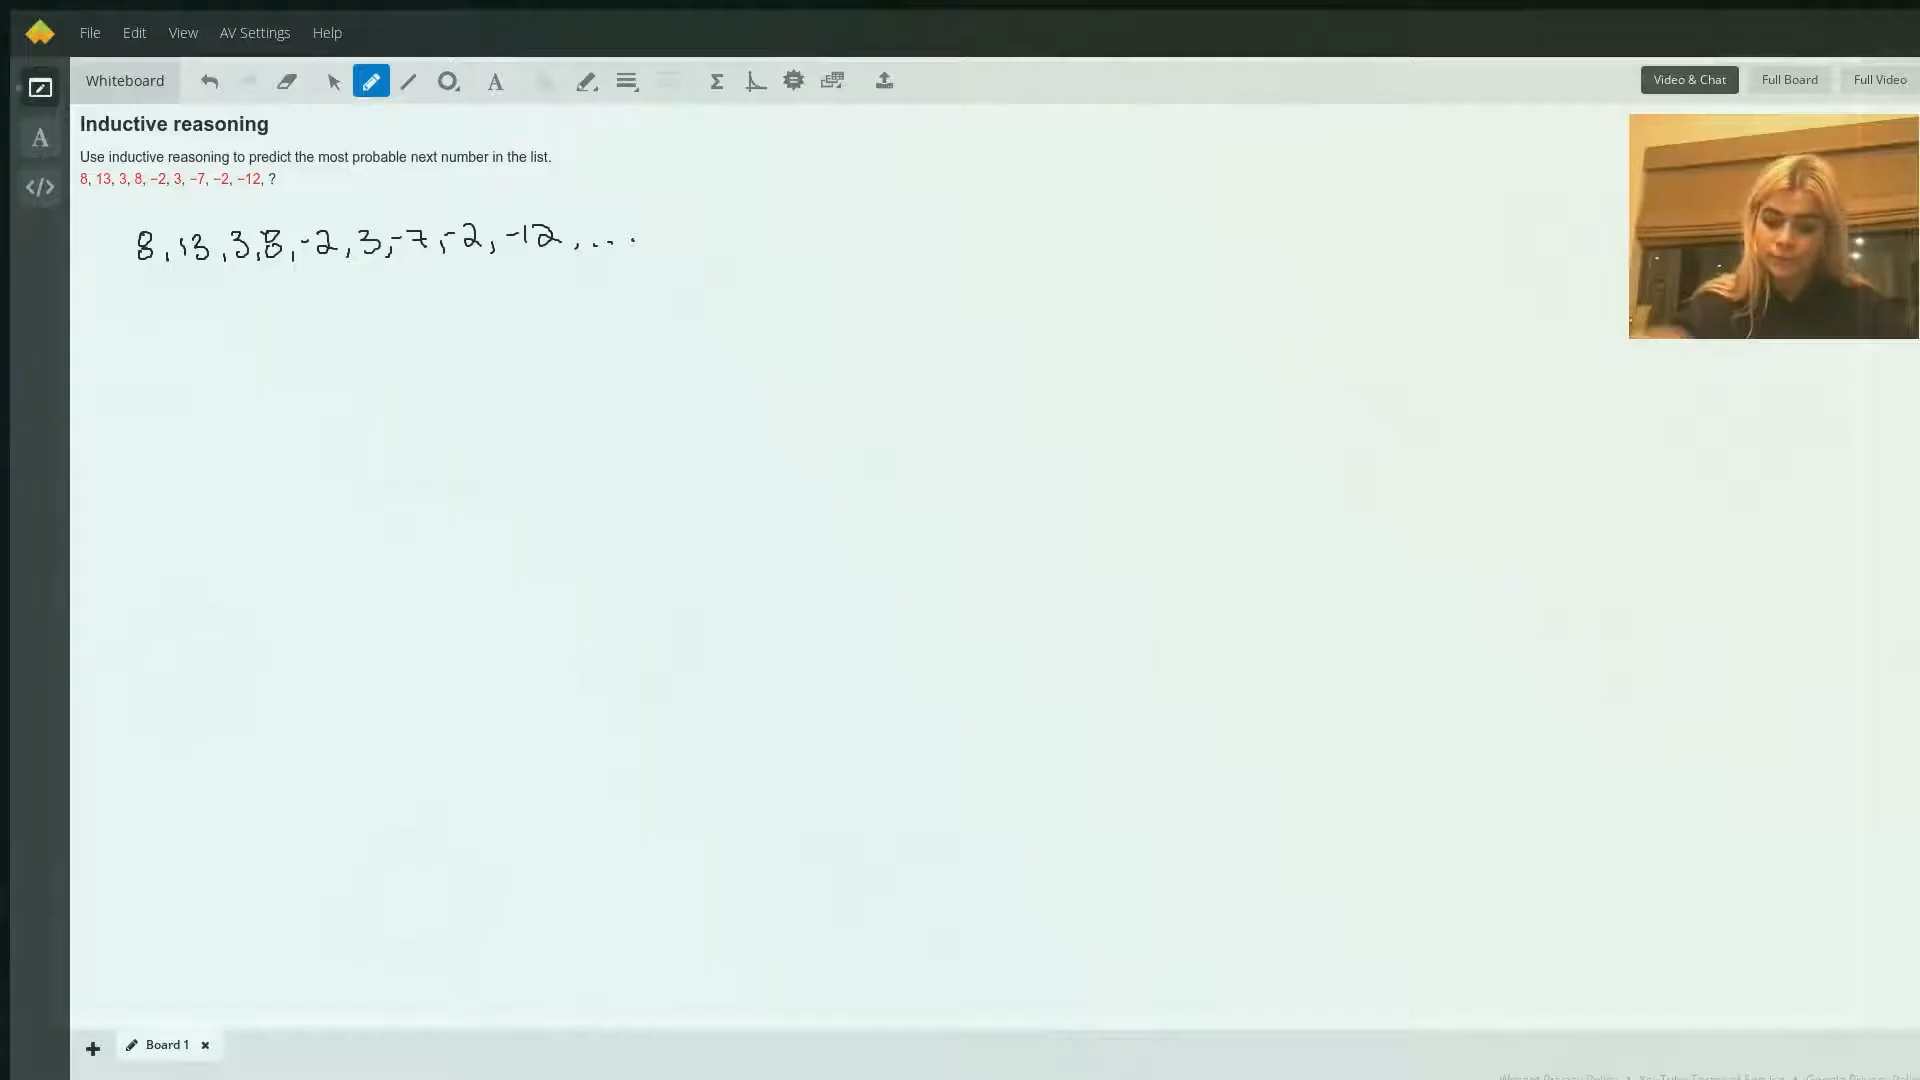 File Edit View AV Settings Help
Whiteboard A Σ Video & Chat Full Board Full Video
A
</>
Inductive reasoning
Use inductive reasoning to predict the most probable next number in the list.
8, 13, 3, 8, −2, 3, −7, −2, −12, ?
8, 13, 3, 8, -2, 3, -7, -2, -12, ...
Board 1